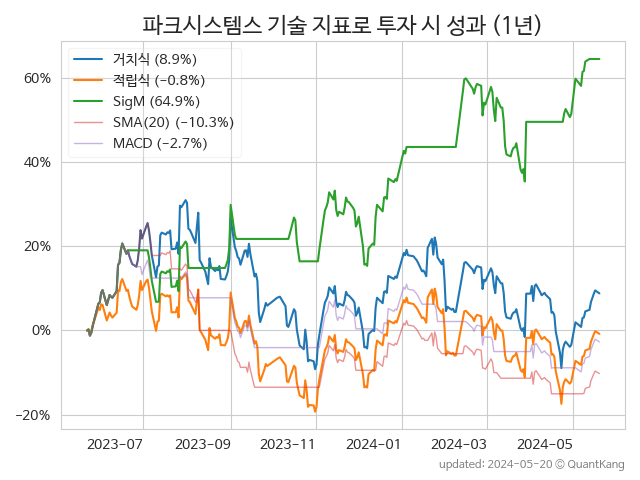 파크시스템스 기술 지표로 투자 시 성과 (1년)
거치식 (8.9%)
적립식 (−0.8%)
SigM (64.9%)
SMA(20) (−10.3%)
MACD (−2.7%)
60%
40%
20%
0%
−20%
2023-07
2023-09
2023-11
2024-01
2024-03
2024-05
updated: 2024-05-20 © QuantKang